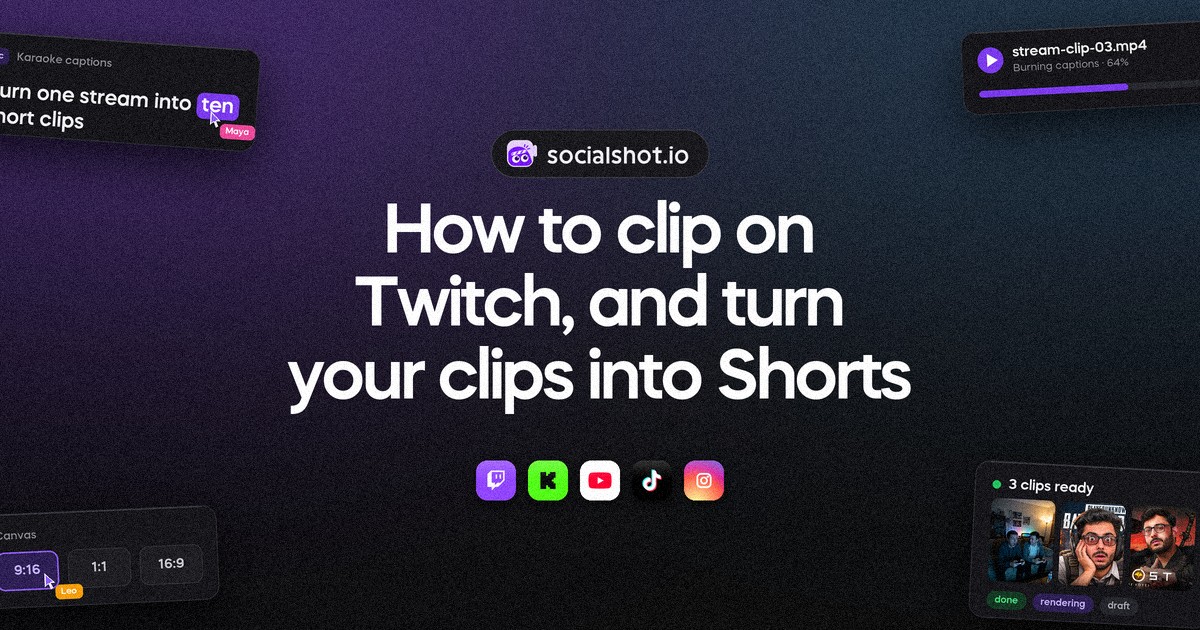 Karaoke captions
urn one stream into ten
hort clips
Maya
stream-clip-03.mp4
Burning captions · 64%
socialshot.io
How to clip on
Twitch, and turn
your clips into Shorts
Canvas
9:16
1:1
16:9
Leo
3 clips ready
ST
done
rendering
draft